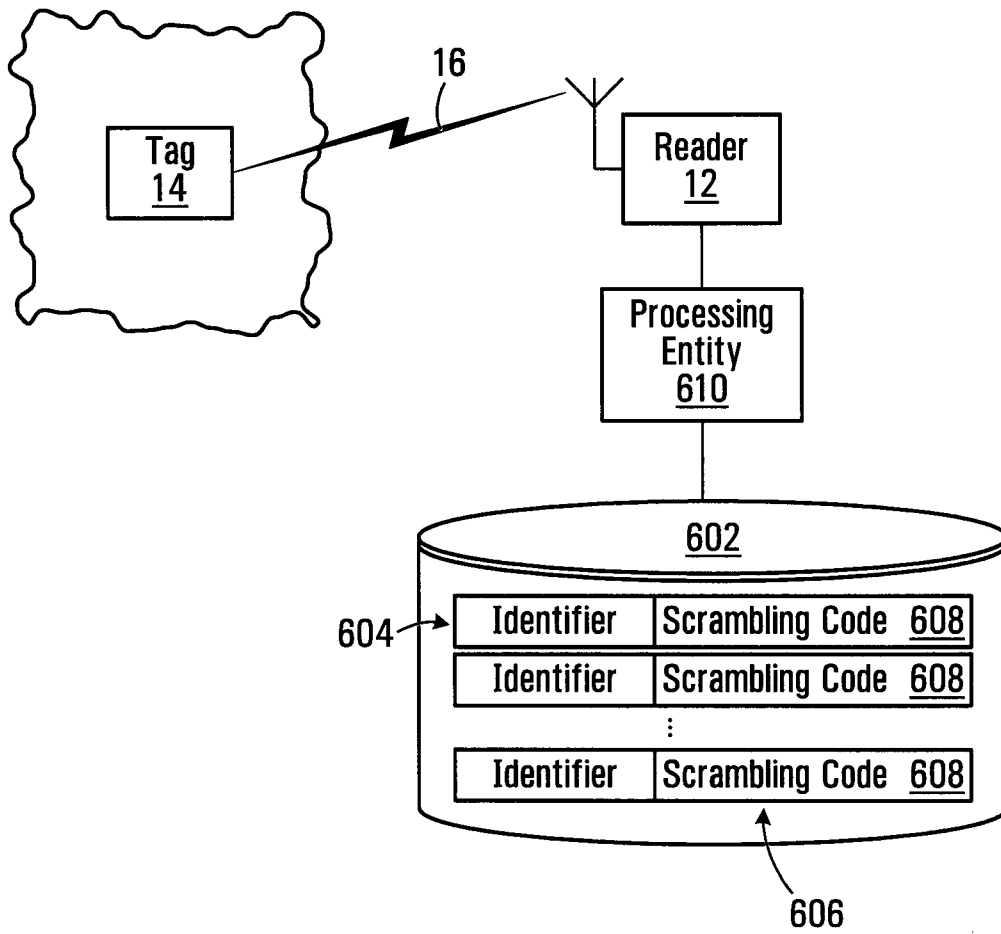 16
Tag
14
Reader
12
Processing
Entity
610
602
604
Identifier Scrambling Code 608
Identifier Scrambling Code 608
⋮
Identifier Scrambling Code 608
606